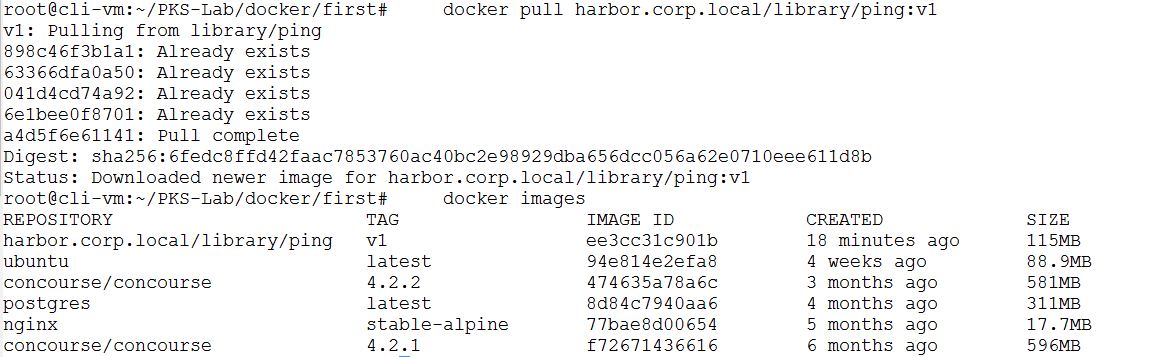 root@cli-vm:~/PKS-Lab/docker/first#     docker pull harbor.corp.local/library/ping:v1
v1: Pulling from library/ping
898c46f3b1a1: Already exists
63366dfa0a50: Already exists
041d4cd74a92: Already exists
6e1bee0f8701: Already exists
a4d5f6e61141: Pull complete
Digest: sha256:6fedc8ffd42faac7853760ac40bc2e98929dba656dcc056a62e0710eee611d8b
Status: Downloaded newer image for harbor.corp.local/library/ping:v1
root@cli-vm:~/PKS-Lab/docker/first#     docker images
REPOSITORY                       TAG                 IMAGE ID            CREATED             SIZE
harbor.corp.local/library/ping   v1                  ee3cc31c901b        18 minutes ago      115MB
ubuntu                           latest              94e814e2efa8        4 weeks ago         88.9MB
concourse/concourse              4.2.2               474635a78a6c        3 months ago        581MB
postgres                         latest              8d84c7940aa6        4 months ago        311MB
nginx                            stable-alpine       77bae8d00654        5 months ago        17.7MB
concourse/concourse              4.2.1               f72671436616        6 months ago        596MB